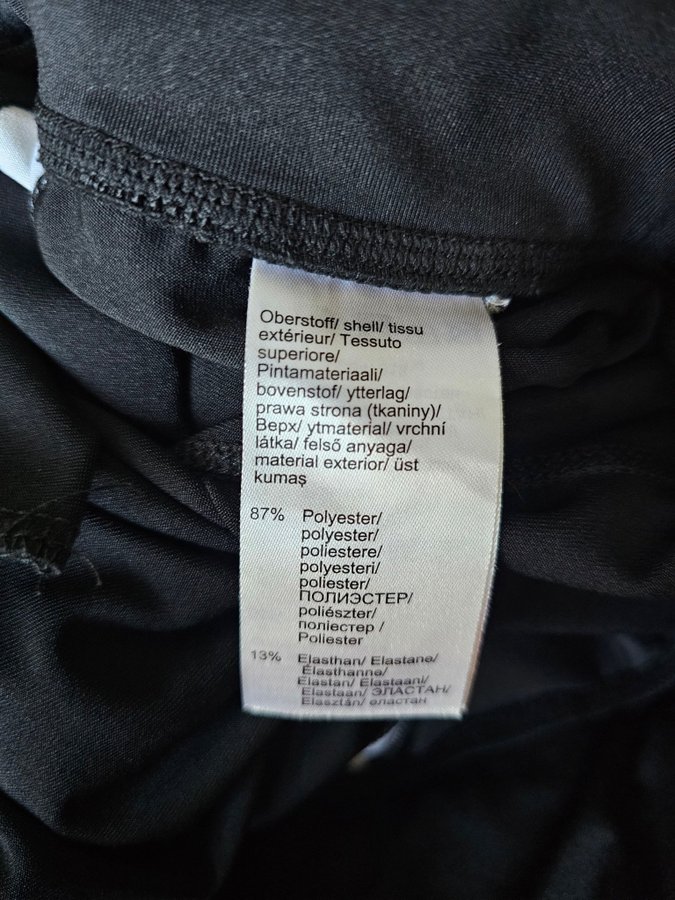 Oberstoff/ shell/ tissu
extérieur/ Tessuto
superiore/
Pintamateriaali/
bovenstof/ ytterlag/
prawa strona (tkaniny)/
Верх/ ytmaterial/ vrchní
látka/ felső anyaga/
material exterior/ üst
kumaş
87% Polyester/
polyester/
poliestere/
polyesteri/
poliester/
ПОЛИЭСТЕР/
poliészter/
поліестер /
Poliester
13% Elasthan/ Elastane/
Élasthanne/
Elastan/ Elastaani/
Elastaan/ ЭЛАСТАН/
Elasztán/ еластан